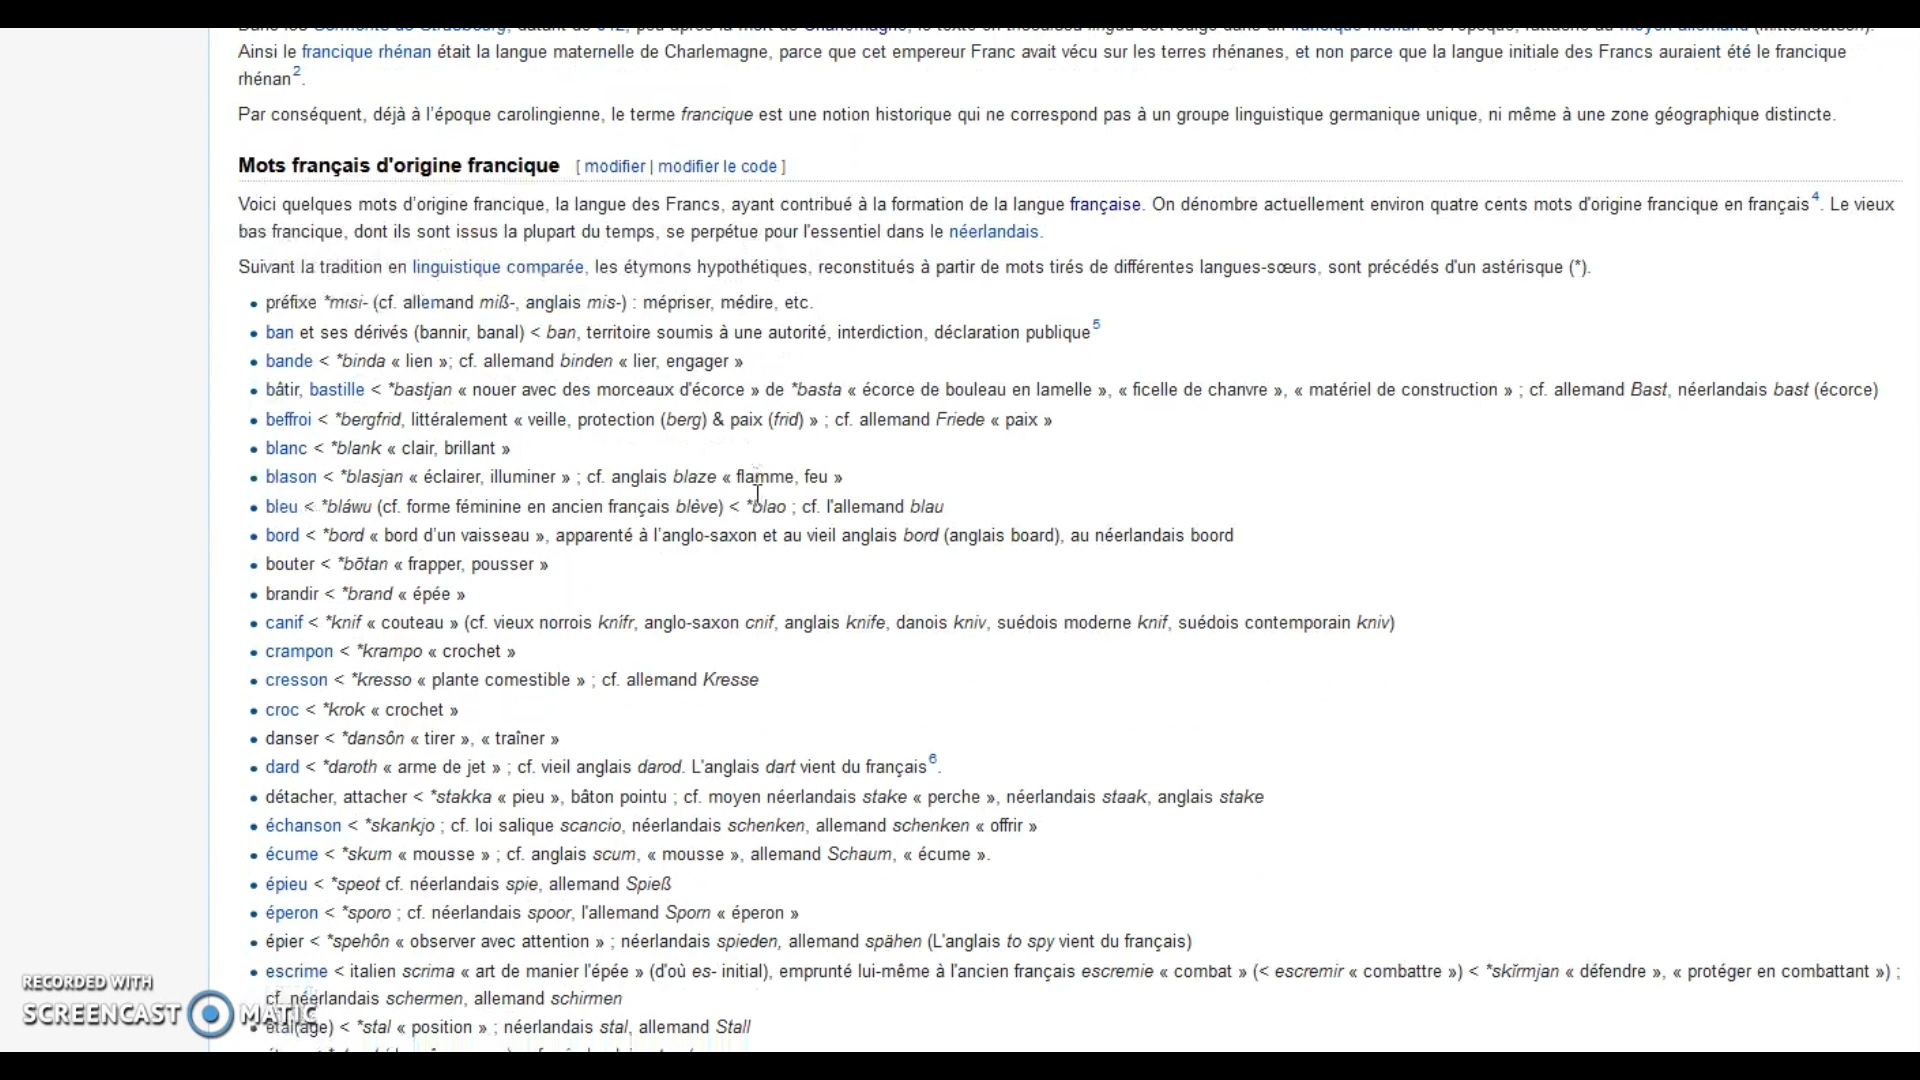 Ainsi le francique rhénan était la langue maternelle de Charlemagne, parce que cet empereur Franc avait vécu sur les terres rhénanes, et non parce que la langue initiale des Francs auraient été le francique
rhénan2.
Par conséquent, déjà à l'époque carolingienne, le terme francique est une notion historique qui ne correspond pas à un groupe linguistique germanique unique, ni même à une zone géographique distincte.
Mots français d'origine francique [ modifier | modifier le code ]
Voici quelques mots d'origine francique, la langue des Francs, ayant contribué à la formation de la langue française. On dénombre actuellement environ quatre cents mots d'origine francique en français4. Le vieux
bas francique, dont ils sont issus la plupart du temps, se perpétue pour l'essentiel dans le néerlandais.
Suivant la tradition en linguistique comparée, les étymons hypothétiques, reconstitués à partir de mots tirés de différentes langues-sœurs, sont précédés d'un astérisque (*).
• préfixe *missi- (cf. allemand miß-, anglais mis-) : mépriser, médire, etc.
• ban et ses dérivés (bannir, banal) < ban, territoire soumis à une autorité, interdiction, déclaration publique5
• bande < *binda « lien »; cf. allemand binden « lier, engager »
• bâtir, bastille < *bastjan « nouer avec des morceaux d'écorce » de *basta « écorce de bouleau en lamelle », « ficelle de chanvre », « matériel de construction » ; cf. allemand Bast, néerlandais bast (écorce)
• beffroi < *bergfrid, littéralement « veille, protection (berg) & paix (frid) » ; cf. allemand Friede « paix »
• blanc < *blank « clair, brillant »
• blason < *blasjan « éclairer, illuminer » ; cf. anglais blaze « flamme, feu »
• bleu < *bláwu (cf. forme féminine en ancien français blève) < *blao ; cf. l'allemand blau
• bord < *bord « bord d'un vaisseau », apparenté à l'anglo-saxon et au vieil anglais bord (anglais board), au néerlandais boord
• bouter < *bōtan « frapper, pousser »
• brandir < *brand « épée »
• canif < *knif « couteau » (cf. vieux norrois knífr, anglo-saxon cnif, anglais knife, danois kniv, suédois moderne knif, suédois contemporain kniv)
• crampon < *krampo « crochet »
• cresson < *kresso « plante comestible » ; cf. allemand Kresse
• croc < *krok « crochet »
• danser < *dansôn « tirer », « traîner »
• dard < *daroth « arme de jet » ; cf. vieil anglais darod. L'anglais dart vient du français6.
• détacher, attacher < *stakka « pieu », bâton pointu ; cf. moyen néerlandais stake « perche », néerlandais staak, anglais stake
• échanson < *skankjo ; cf. loi salique scancio, néerlandais schenken, allemand schenken « offrir »
• écume < *skum « mousse » ; cf. anglais scum, « mousse », allemand Schaum, « écume ».
• épieu < *speot cf. néerlandais spie, allemand Spieß
• éperon < *sporo ; cf. néerlandais spoor, l'allemand Sporn « éperon »
• épier < *spehôn « observer avec attention » ; néerlandais spieden, allemand spähen (L'anglais to spy vient du français)
• escrime < italien scrima « art de manier l'épée » (d'où es- initial), emprunté lui-même à l'ancien français escremie « combat » (< escremir « combattre ») < *skĭrmjan « défendre », « protéger en combattant ») ;
cf. néerlandais schermen, allemand schirmen
• étal(age) < *stal « position » ; néerlandais stal, allemand Stall
RECORDED WITH
SCREENCAST MATIC